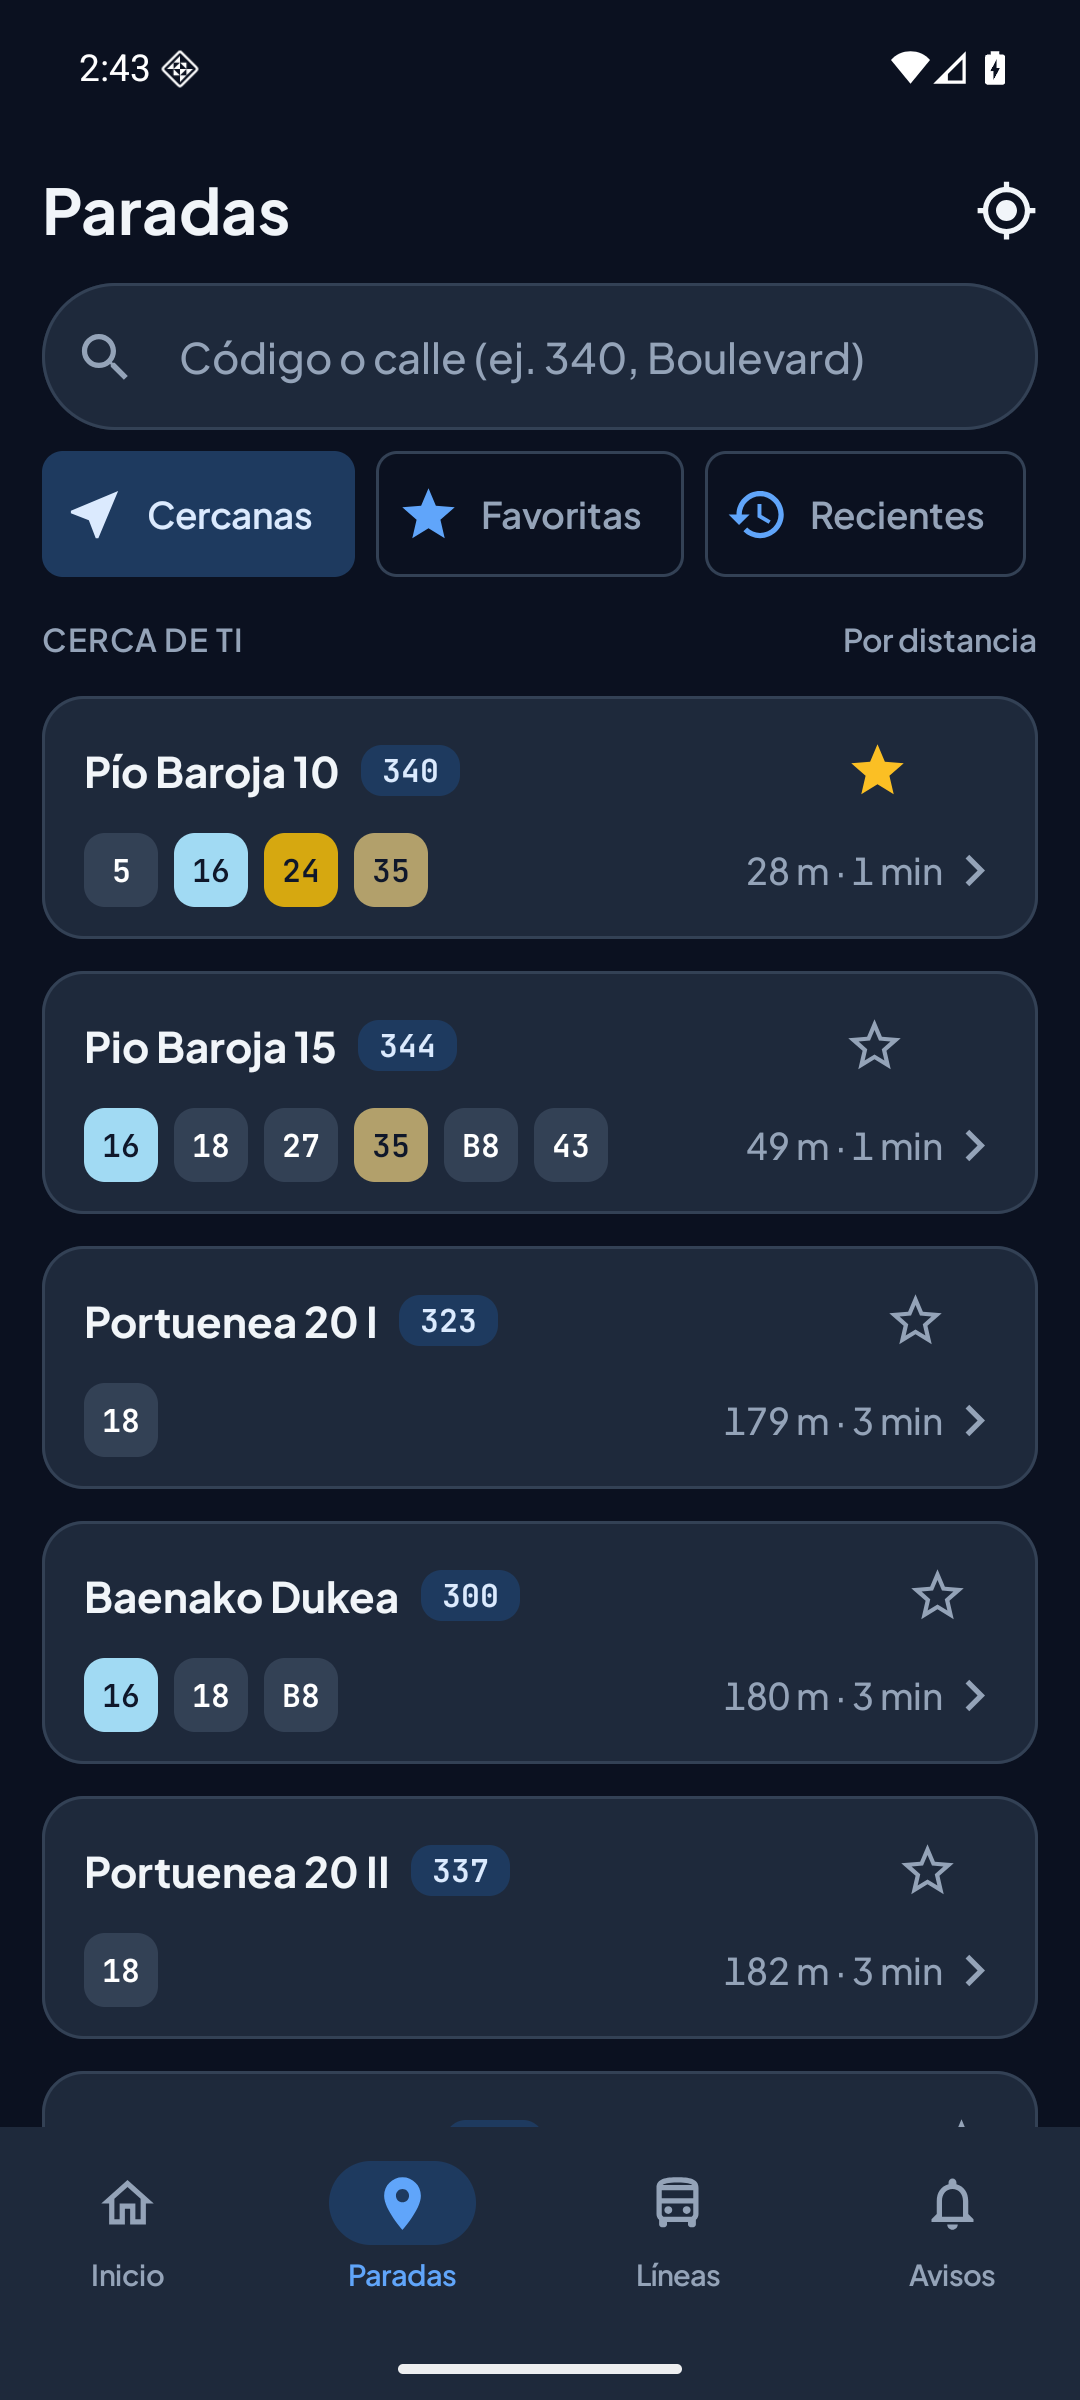 2:43
Paradas
Código o calle (ej. 340, Boulevard)
Cercanas Favoritas Recientes
CERCA DE TI Por distancia
Pío Baroja 10 340
5 16 24 35 28 m · 1 min
Pio Baroja 15 344
16 18 27 35 B8 43 49 m · 1 min
Portuenea 20 I 323
18 179 m · 3 min
Baenako Dukea 300
16 18 B8 180 m · 3 min
Portuenea 20 II 337
18 182 m · 3 min
Inicio Paradas Líneas Avisos